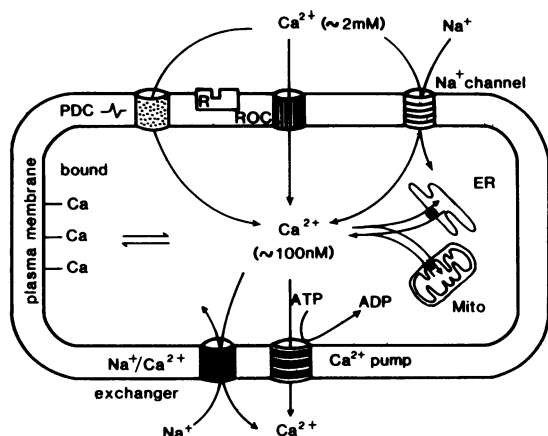 Ca²⁺ (~2mM)
Na⁺
Na⁺channel
PDC
R
ROC
plasma membrane
bound
Ca
Ca
Ca
Ca²⁺
(~100nM)
ER
Mito
ATP
ADP
Na⁺/Ca²⁺
exchanger
Ca²⁺ pump
Na⁺
Ca²⁺